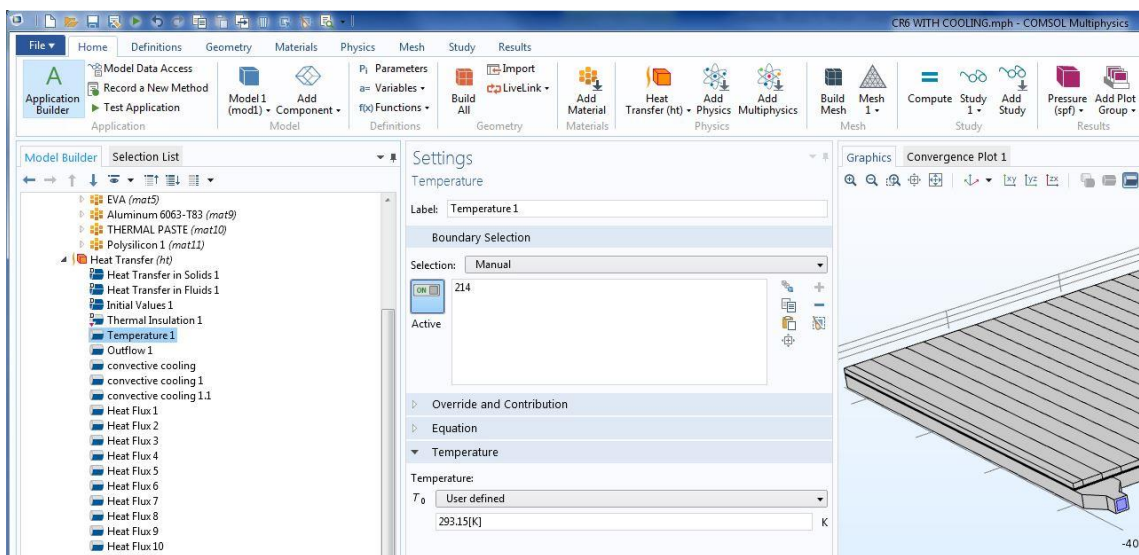 CR6 WITH COOLING.mph - COMSOL Multiphysics
File Home Definitions Geometry Materials Physics Mesh Study Results
A Application Builder
Model Data Access
Record a New Method
Test Application
Application
Model 1 (mod1)
Add Component
Model
Pi Parameters
a= Variables
f(x) Functions
Definitions
Build All
Import
LiveLink
Geometry
Add Material
Materials
Heat Transfer (ht)
Add Physics
Add Multiphysics
Physics
Build Mesh
Mesh 1
Mesh
Compute
Study 1
Add Study
Study
Pressure (spf)
Add Plot Group
Results
Model Builder Selection List
EVA (mat5)
Aluminum 6063-T83 (mat9)
THERMAL PASTE (mat10)
Polysilicon 1 (mat11)
Heat Transfer (ht)
Heat Transfer in Solids 1
Heat Transfer in Fluids 1
Initial Values 1
Thermal Insulation 1
Temperature 1
Outflow 1
convective cooling
convective cooling 1
convective cooling 1.1
Heat Flux 1
Heat Flux 2
Heat Flux 3
Heat Flux 4
Heat Flux 5
Heat Flux 6
Heat Flux 7
Heat Flux 8
Heat Flux 9
Heat Flux 10
Settings
Temperature
Label: Temperature 1
Boundary Selection
Selection: Manual
ON
Active
214
Override and Contribution
Equation
Temperature
Temperature:
T0 User defined
293.15[K] K
Graphics Convergence Plot 1
xy yz zx
-40